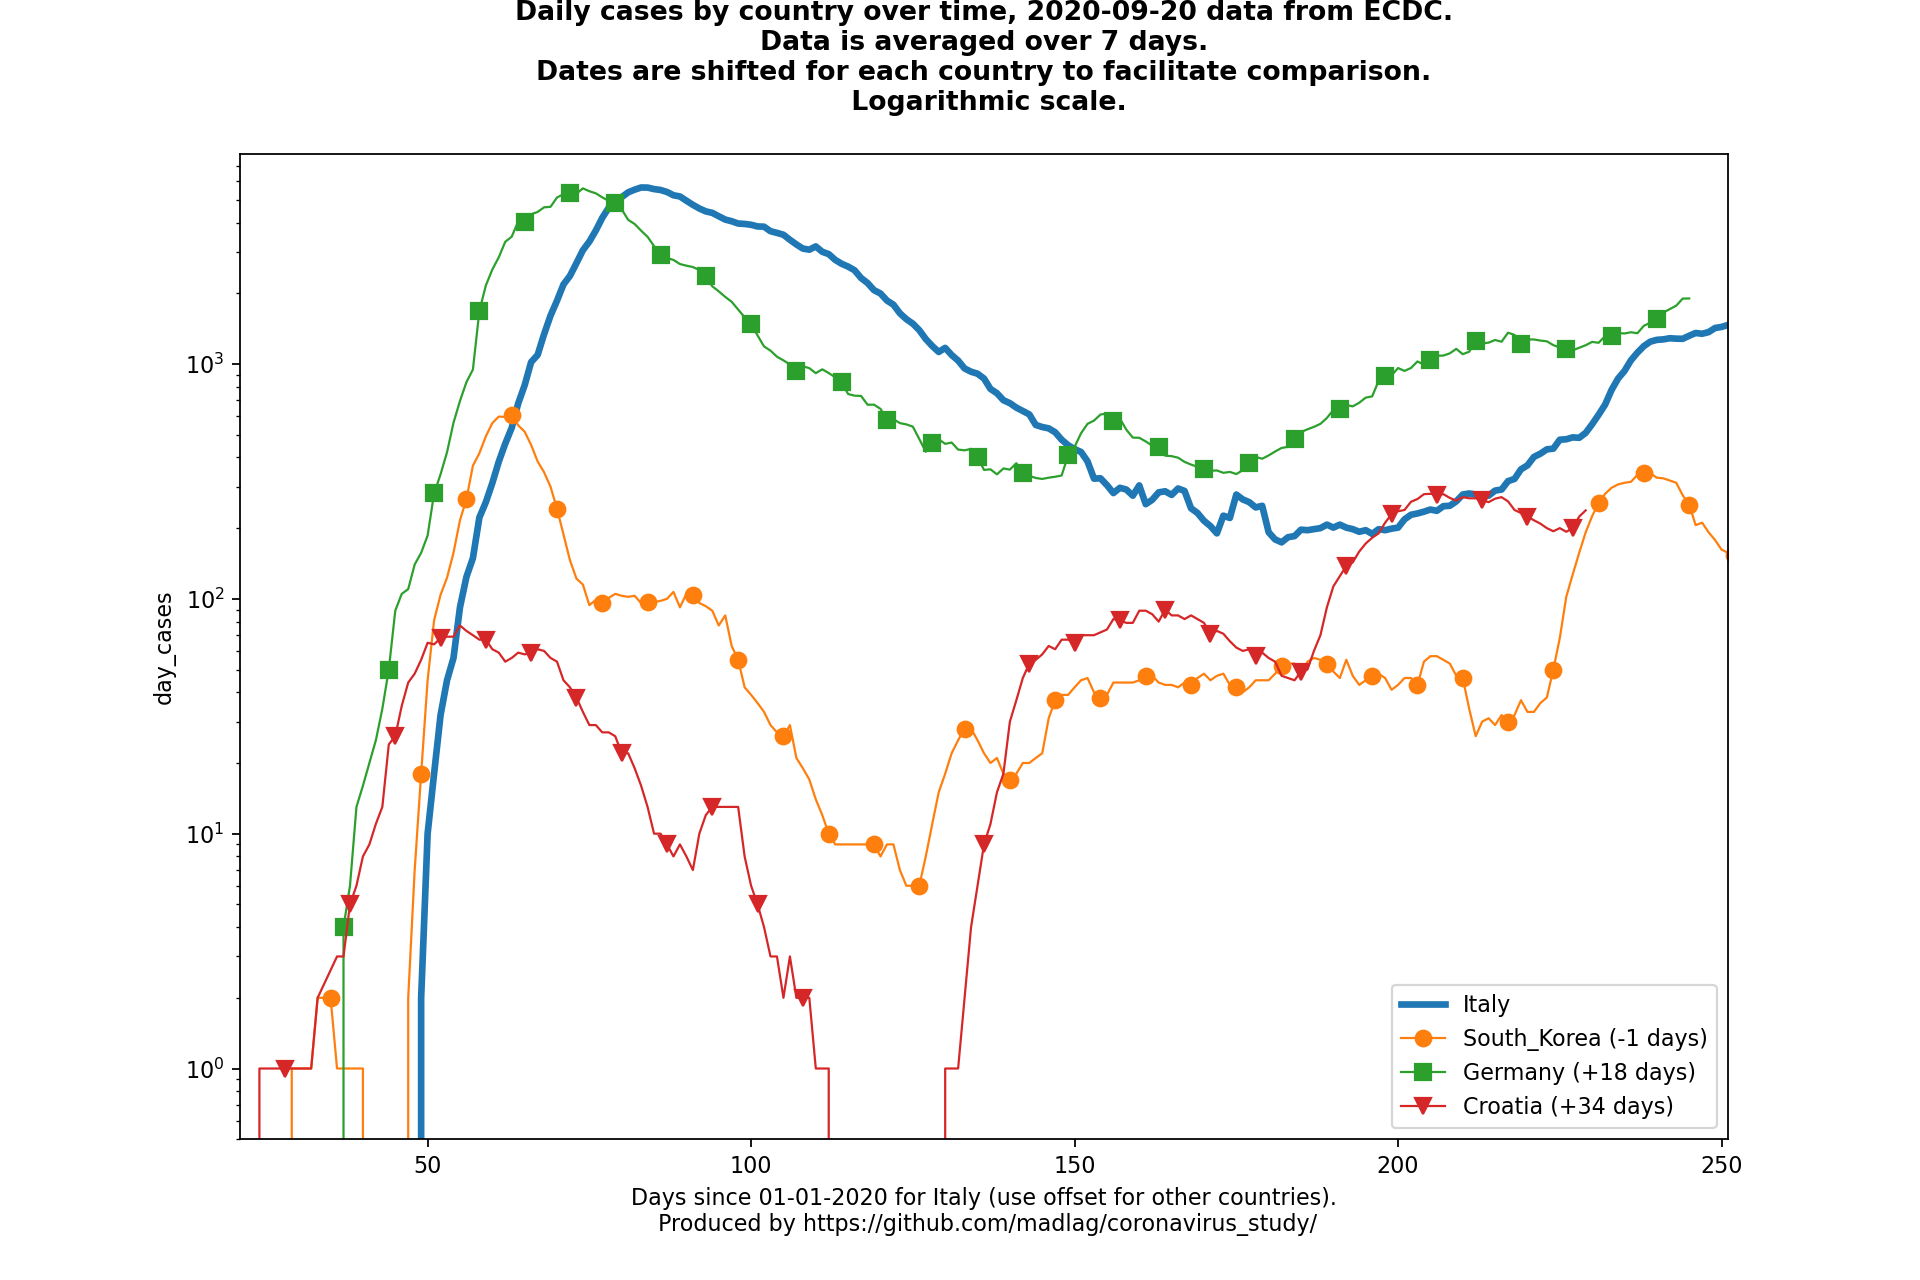 Daily cases by country over time, 2020-09-20 data from ECDC.
Data is averaged over 7 days.
Dates are shifted for each country to facilitate comparison.
Logarithmic scale.
10³
10²
10¹
10⁰
day_cases
Italy
South_Korea (-1 days)
Germany (+18 days)
Croatia (+34 days)
50
100
150
200
250
Days since 01-01-2020 for Italy (use offset for other countries).
Produced by https://github.com/madlag/coronavirus_study/